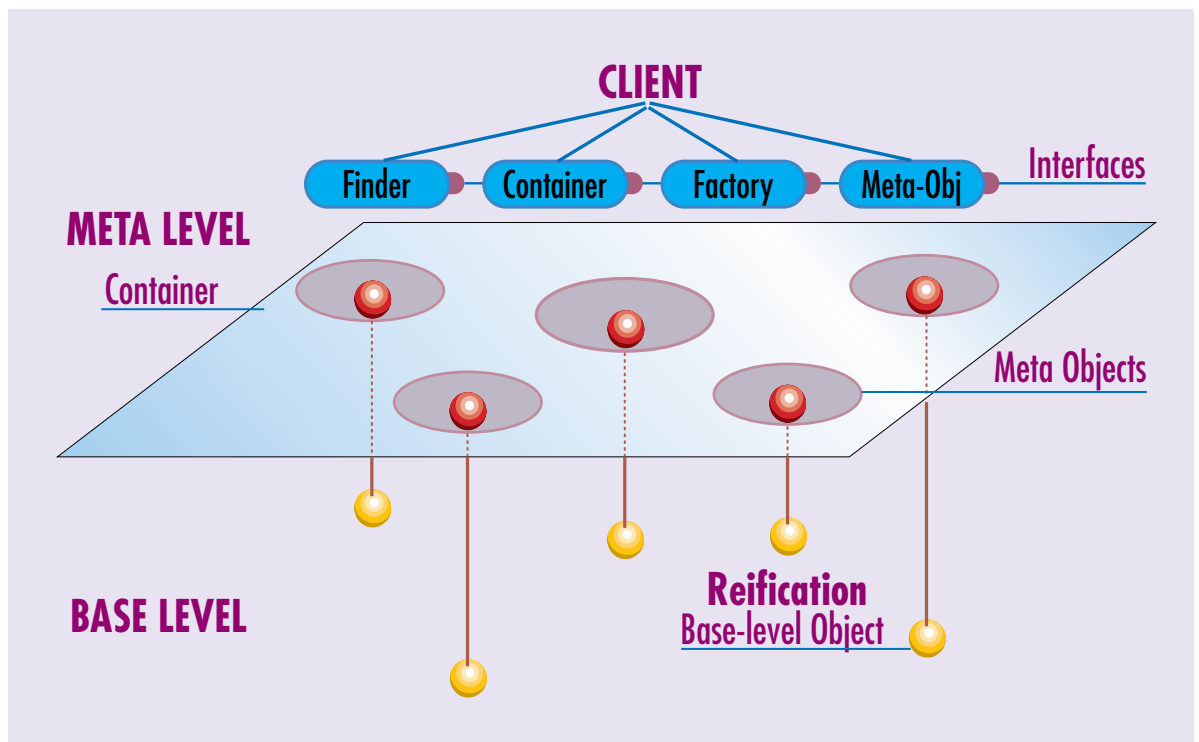 CLIENT
Finder
Container
Factory
Meta-Obj
Interfaces
META LEVEL
Container
Meta Objects
Reification
Base-level Object
BASE LEVEL